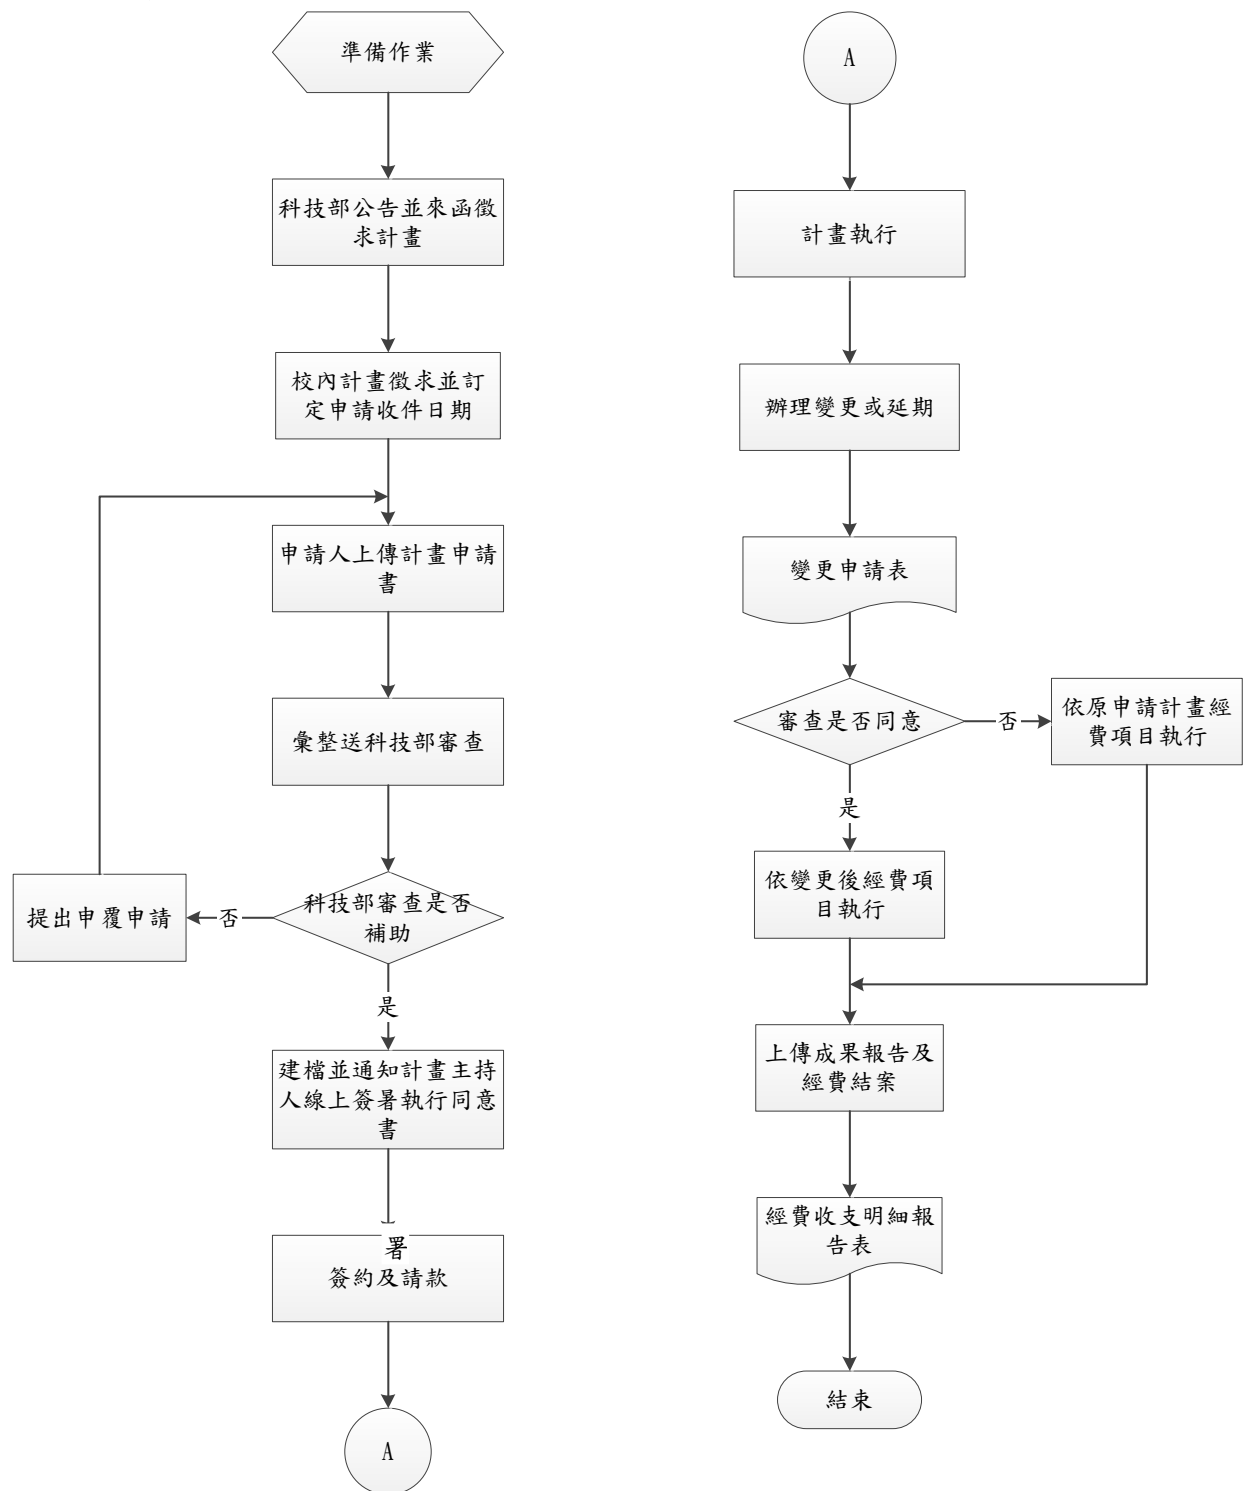 準備作業
科技部公告並來函徵
求計畫
校內計畫徵求並訂
定申請收件日期
申請人上傳計畫申請
書
彙整送科技部審查
科技部審查是否
補助
否
提出申覆申請
是
建檔並通知計畫主持
人線上簽署執行同意
書
署
簽約及請款
A
A
計畫執行
辦理變更或延期
變更申請表
審查是否同意
否
依原申請計畫經
費項目執行
是
依變更後經費項
目執行
上傳成果報告及
經費結案
經費收支明細報
告表
結束